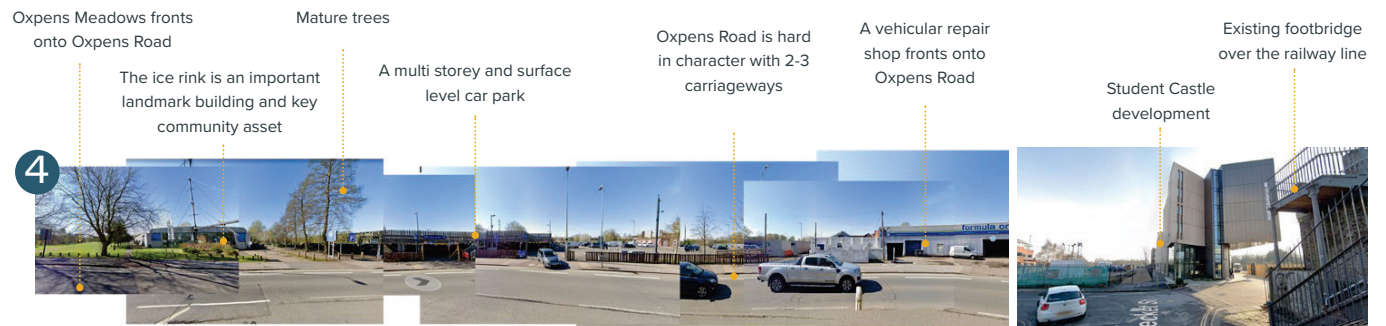 Oxpens Meadows fronts
onto Oxpens Road
The ice rink is an important
landmark building and key
community asset
Mature trees
A multi storey and surface
level car park
Oxpens Road is hard
in character with 2-3
carriageways
A vehicular repair
shop fronts onto
Oxpens Road
Student Castle
development
Existing footbridge
over the railway line
4
formula